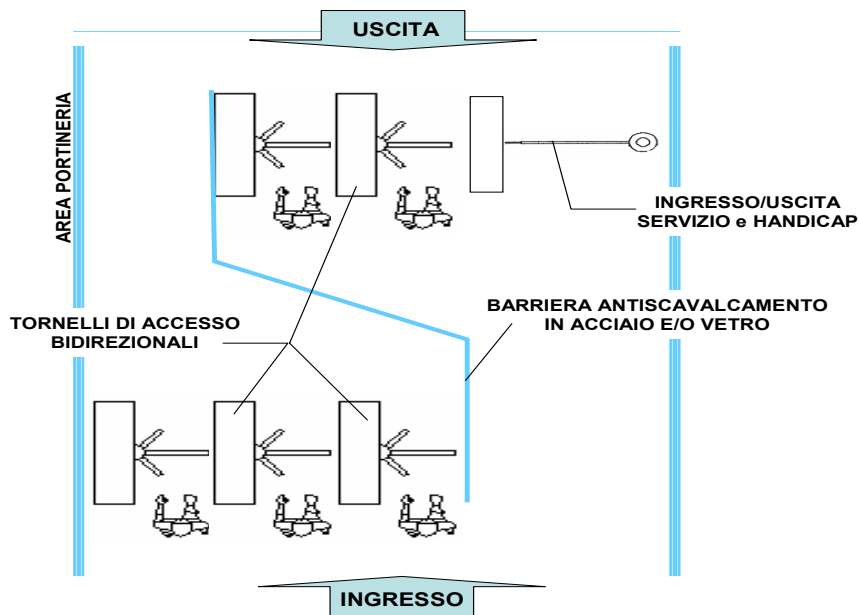 USCITA
AREA PORTINERIA
INGRESSO/USCITA
SERVIZIO e HANDICAP
BARRIERA ANTISCAVALCAMENTO
IN ACCIAIO E/O VETRO
TORNELLI DI ACCESSO
BIDIREZIONALI
INGRESSO